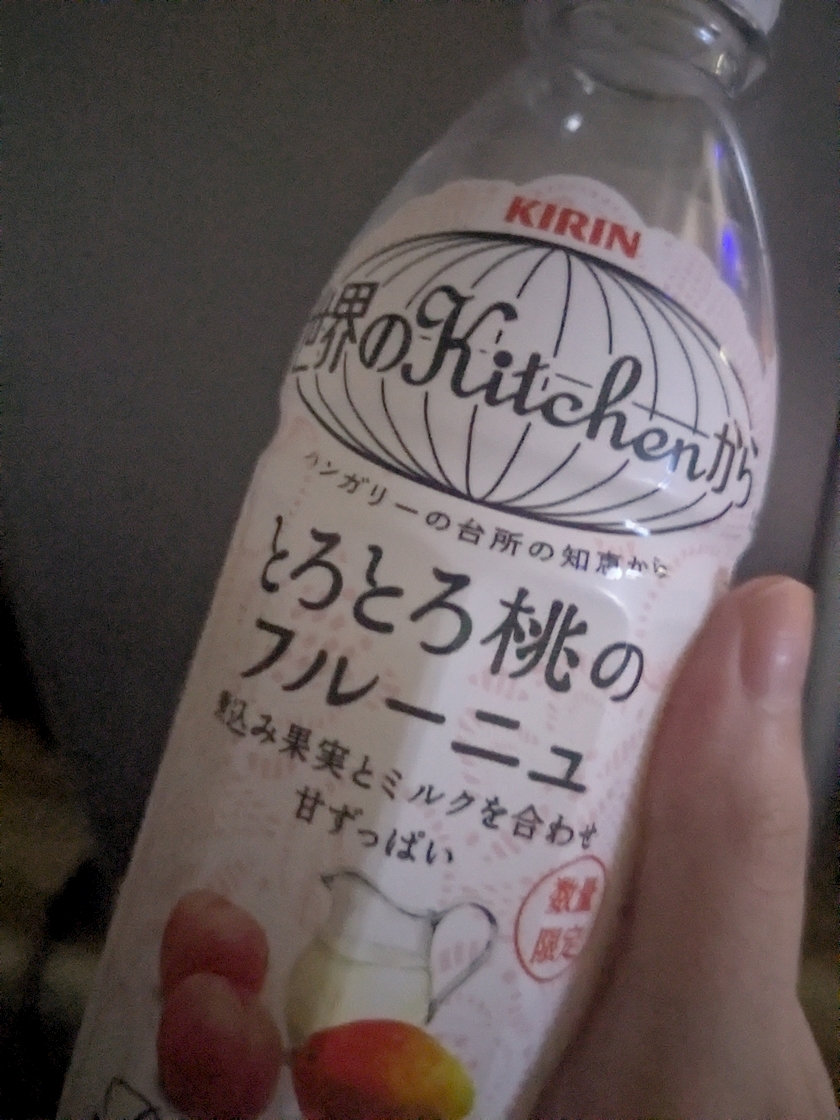 KIRIN
世界のKitchenから
ハンガリーの台所の知恵から
とろとろ桃の
フルーニュ
煮込み果実とミルクを合わせ
甘ずっぱい
数量
限定